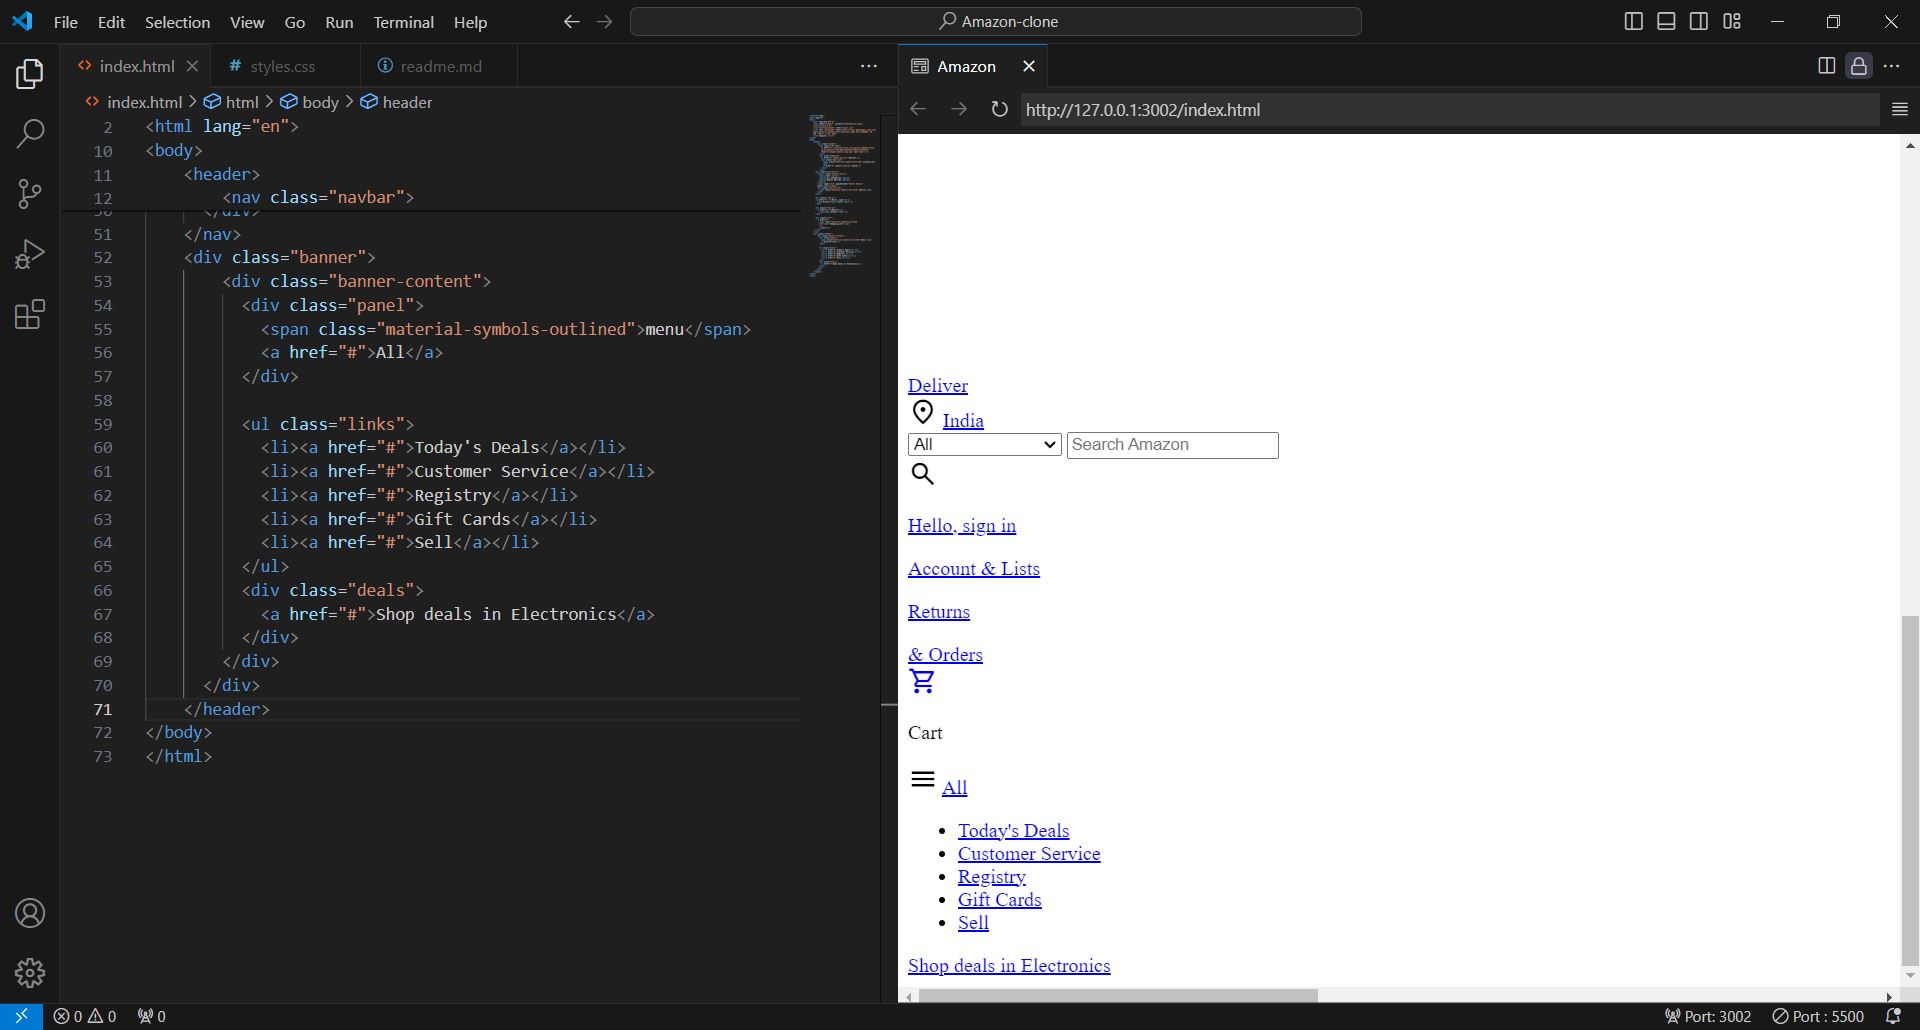 File Edit Selection View Go Run Terminal Help
Amazon-clone
index.html
styles.css
readme.md
Amazon
index.html > html > body > header
http://127.0.0.1:3002/index.html
2 <html lang="en">
10 <body>
11 <header>
12 <nav class="navbar">
50 </div>
51 </nav>
52 <div class="banner">
53 <div class="banner-content">
54 <div class="panel">
55 <span class="material-symbols-outlined">menu</span>
56 <a href="#">All</a>
57 </div>
58
59 <ul class="links">
60 <li><a href="#">Today's Deals</a></li>
61 <li><a href="#">Customer Service</a></li>
62 <li><a href="#">Registry</a></li>
63 <li><a href="#">Gift Cards</a></li>
64 <li><a href="#">Sell</a></li>
65 </ul>
66 <div class="deals">
67 <a href="#">Shop deals in Electronics</a>
68 </div>
69 </div>
70 </div>
71 </header>
72 </body>
73 </html>
Deliver
India
All
Search Amazon
Hello, sign in
Account & Lists
Returns
& Orders
Cart
All
Today's Deals
Customer Service
Registry
Gift Cards
Sell
Shop deals in Electronics
0 0 0
Port: 3002 Port : 5500